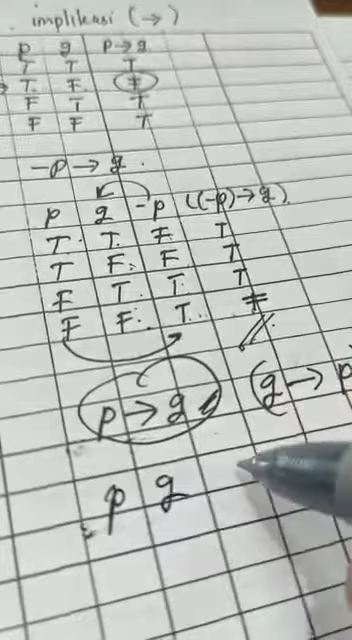 implikasi (→)
p g p→g
T T T
T. F. F
F T T
F F T
-p → g.
p g -p ((-p)→g).
T. T. F. T
T F. F. T
F T. T. T
F F. T. F
p → g (g → p
p g